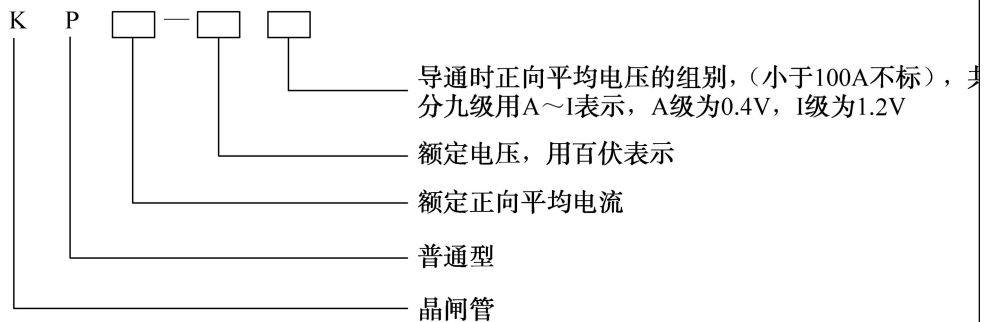 K P □—□ □
导通时正向平均电压的组别，（小于100A不标），
分九级用A～I表示，A级为0.4V，I级为1.2V
额定电压，用百伏表示
额定正向平均电流
普通型
晶闸管